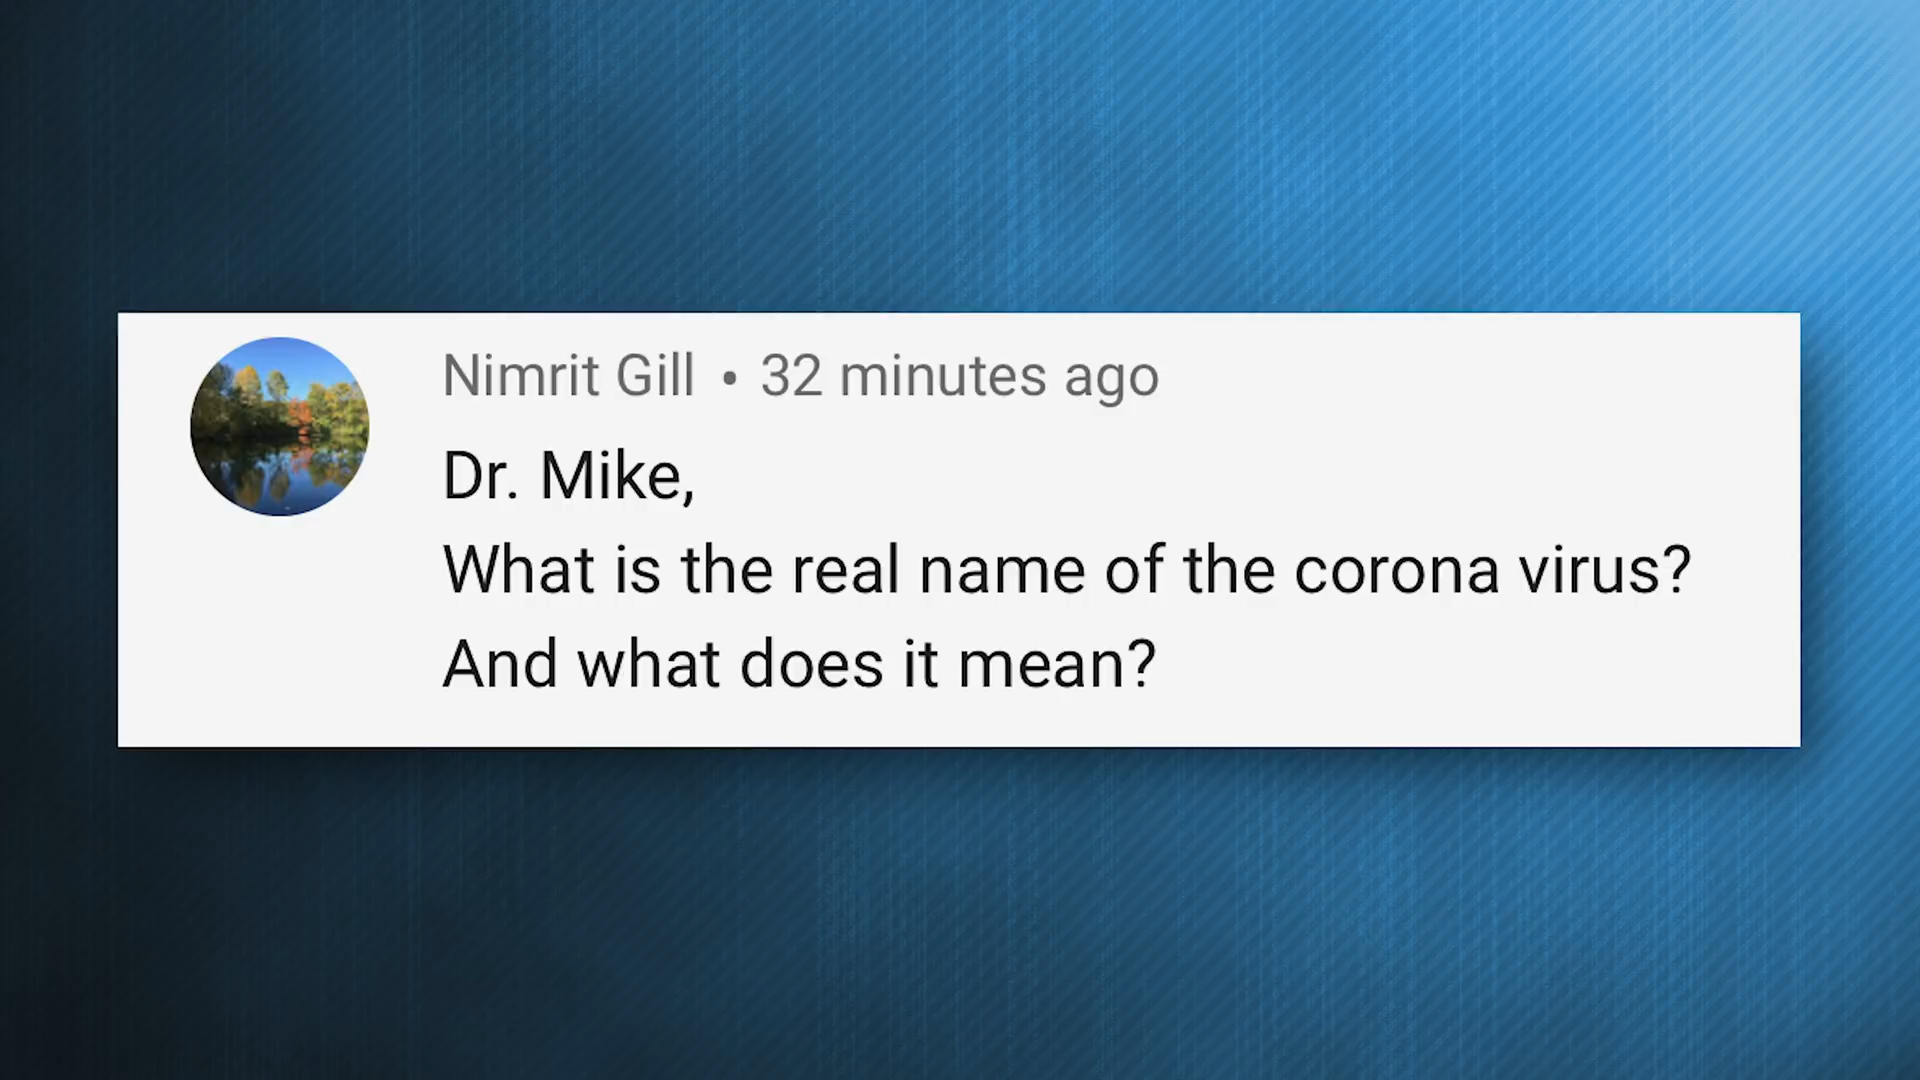 Nimrit Gill • 32 minutes ago
Dr. Mike,
What is the real name of the corona virus?
And what does it mean?